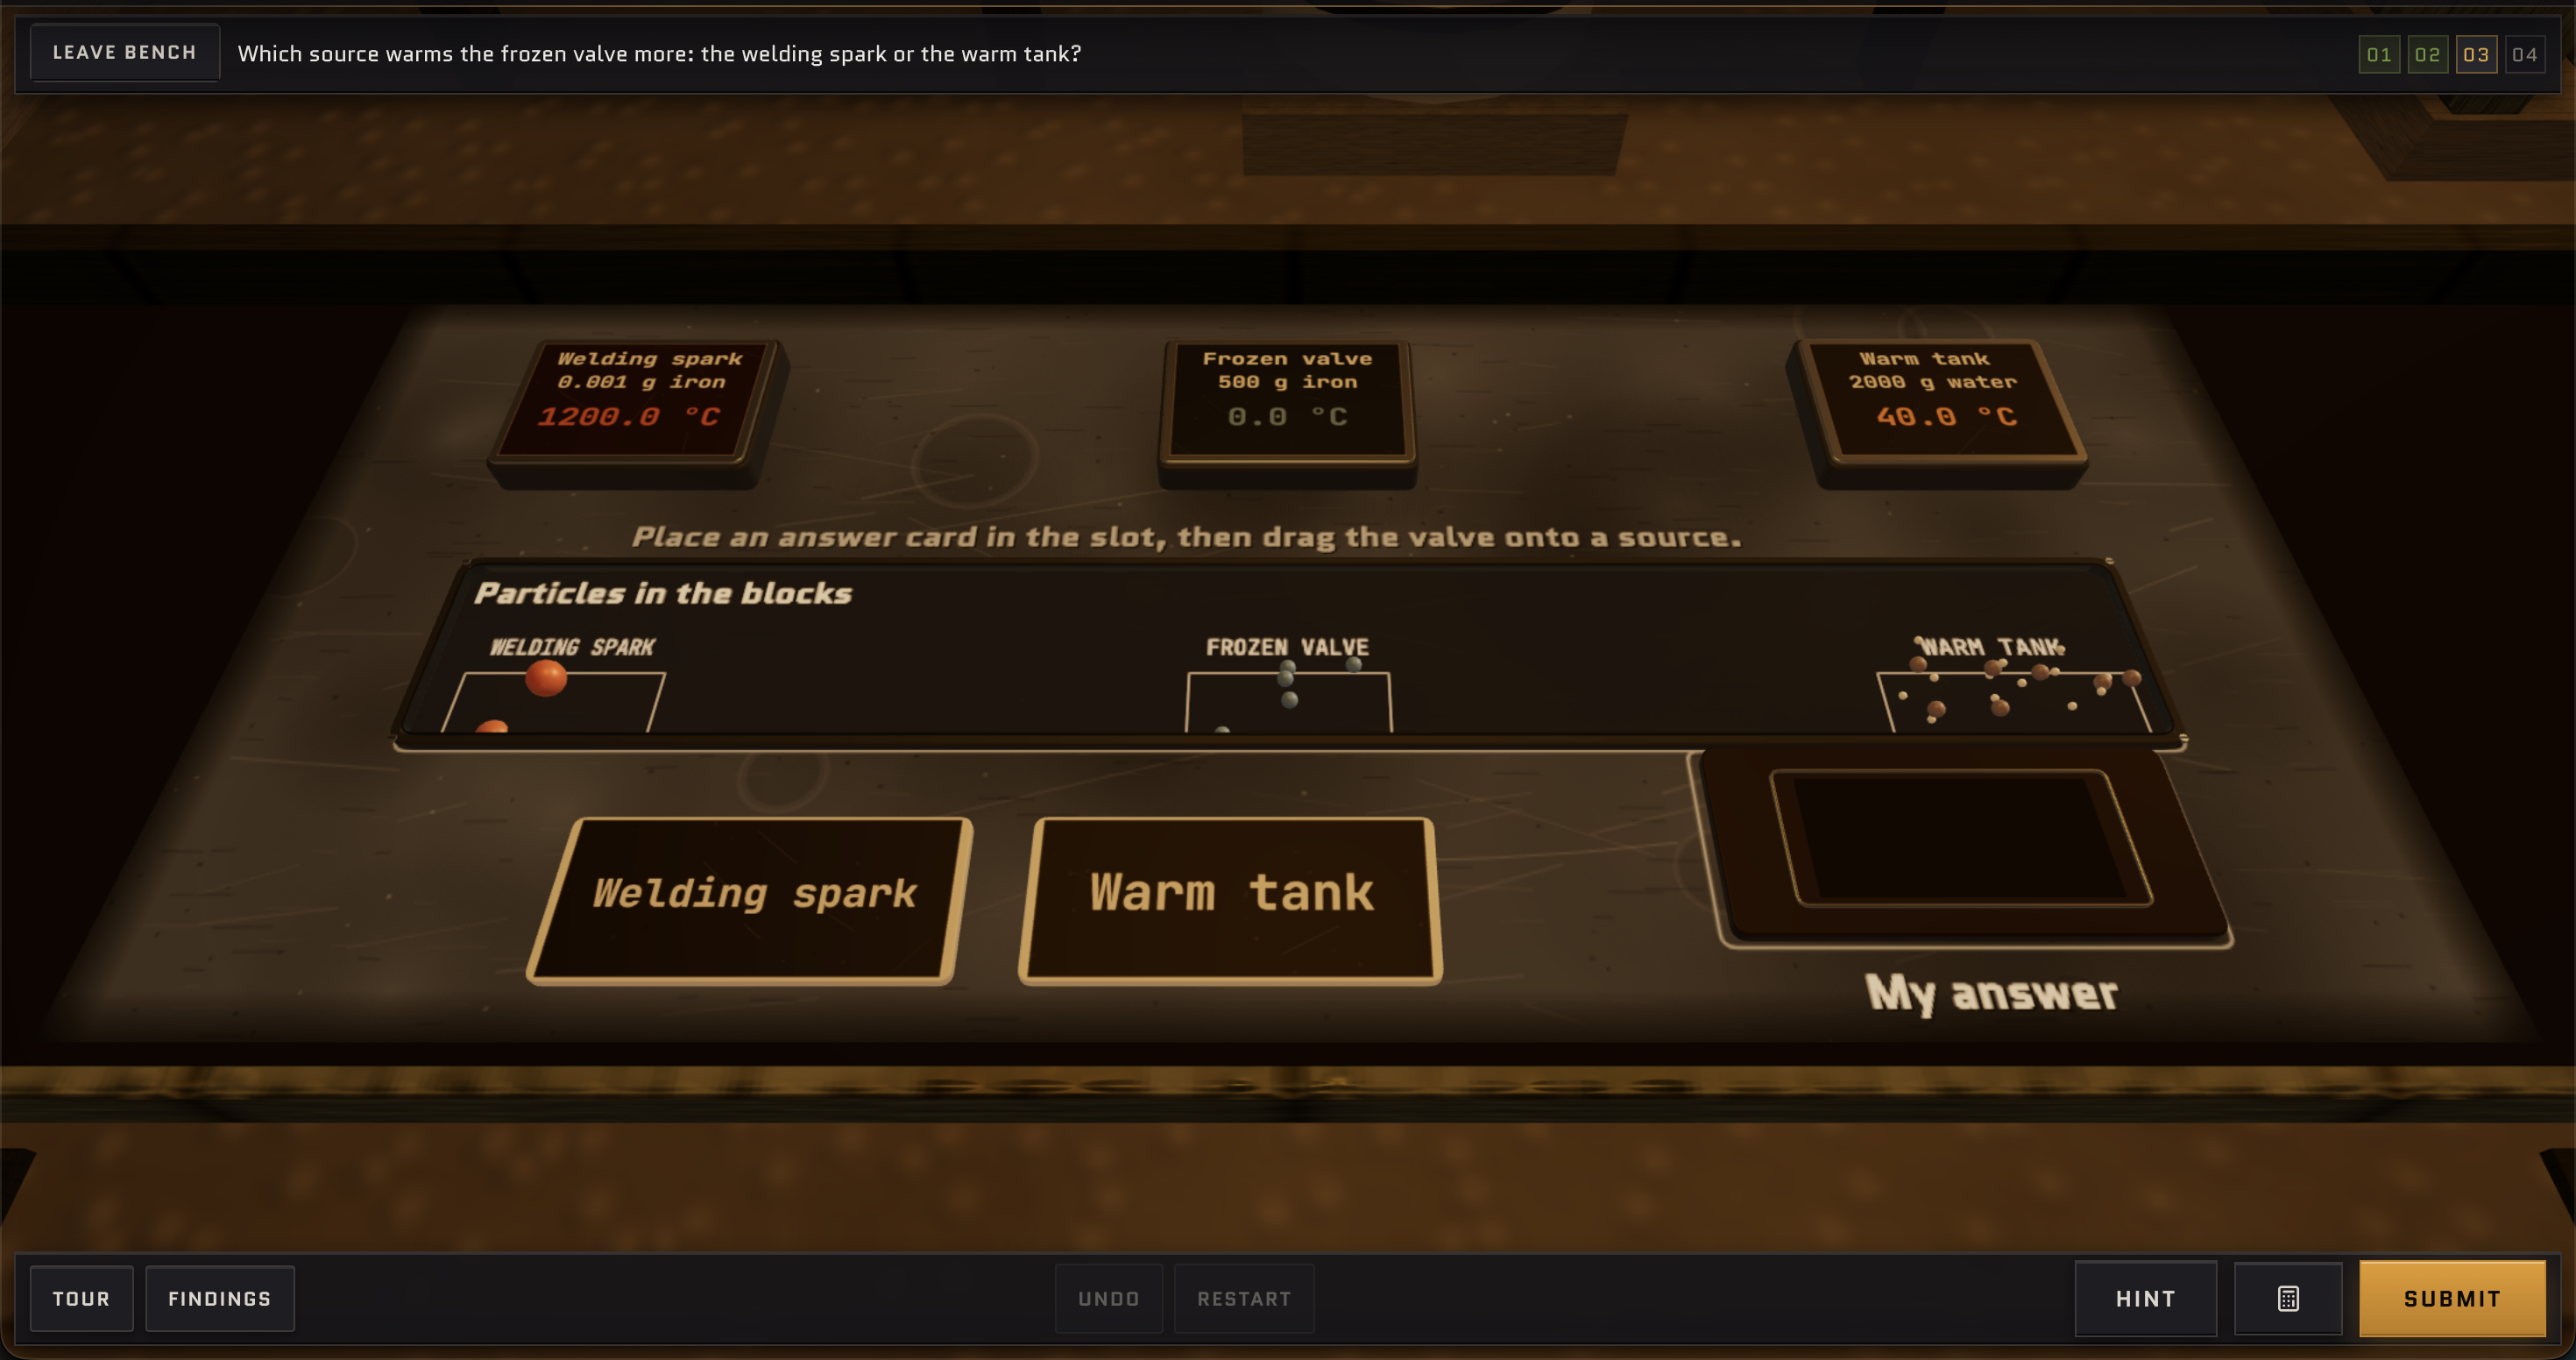 LEAVE BENCH
Which source warms the frozen valve more: the welding spark or the warm tank?
01 02 03 04
Welding spark
0.001 g iron
1200.0 °C
Frozen valve
500 g iron
0.0 °C
Warm tank
2000 g water
40.0 °C
Place an answer card in the slot, then drag the valve onto a source.
Particles in the blocks
WELDING SPARK
FROZEN VALVE
WARM TANK
Welding spark
Warm tank
My answer
TOUR
FINDINGS
UNDO
RESTART
HINT
SUBMIT